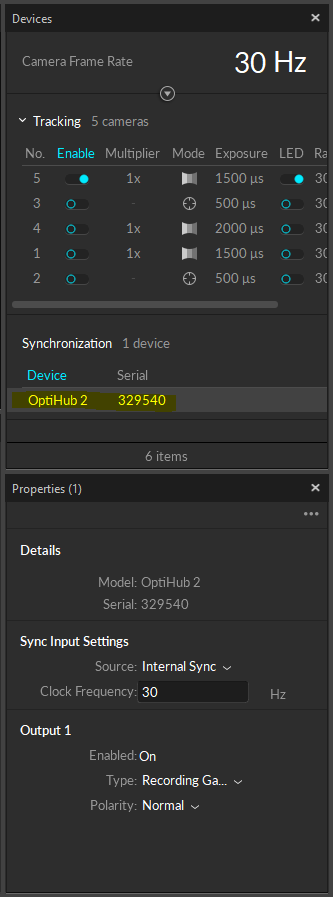 Devices
Camera Frame Rate 30 Hz
Tracking 5 cameras
No. Enable Multiplier Mode Exposure LED Ra
5 1x 1500 µs 30
3 - 500 µs 30
4 1x 2000 µs 30
1 1x 1500 µs 30
2 - 500 µs 30
Synchronization 1 device
Device Serial
OptiHub 2 329540
6 items
Properties (1)
Details
Model: OptiHub 2
Serial: 329540
Sync Input Settings
Source: Internal Sync
Clock Frequency: 30 Hz
Output 1
Enabled: On
Type: Recording Ga...
Polarity: Normal